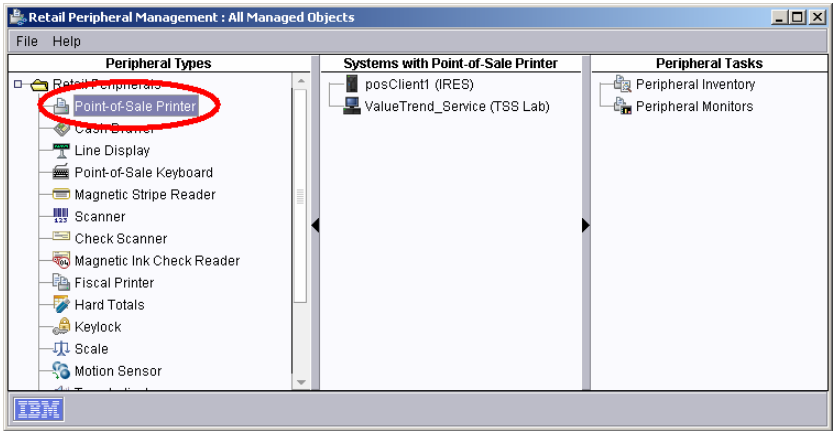 Retail Peripheral Management : All Managed Objects
File Help
Peripheral Types
Retail Peripherals
Point-of-Sale Printer
Cash Drawer
Line Display
Point-of-Sale Keyboard
Magnetic Stripe Reader
Scanner
Check Scanner
Magnetic Ink Check Reader
Fiscal Printer
Hard Totals
Keylock
Scale
Motion Sensor
Systems with Point-of-Sale Printer
posClient1 (IRES)
ValueTrend_Service (TSS Lab)
Peripheral Tasks
Peripheral Inventory
Peripheral Monitors
IBM